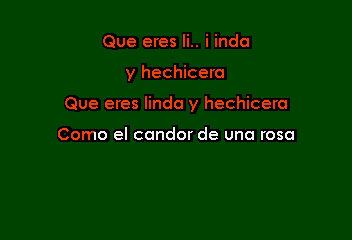 Que eres li.. i inda
y hechicera
Que eres linda y hechicera
Como el candor de una rosa